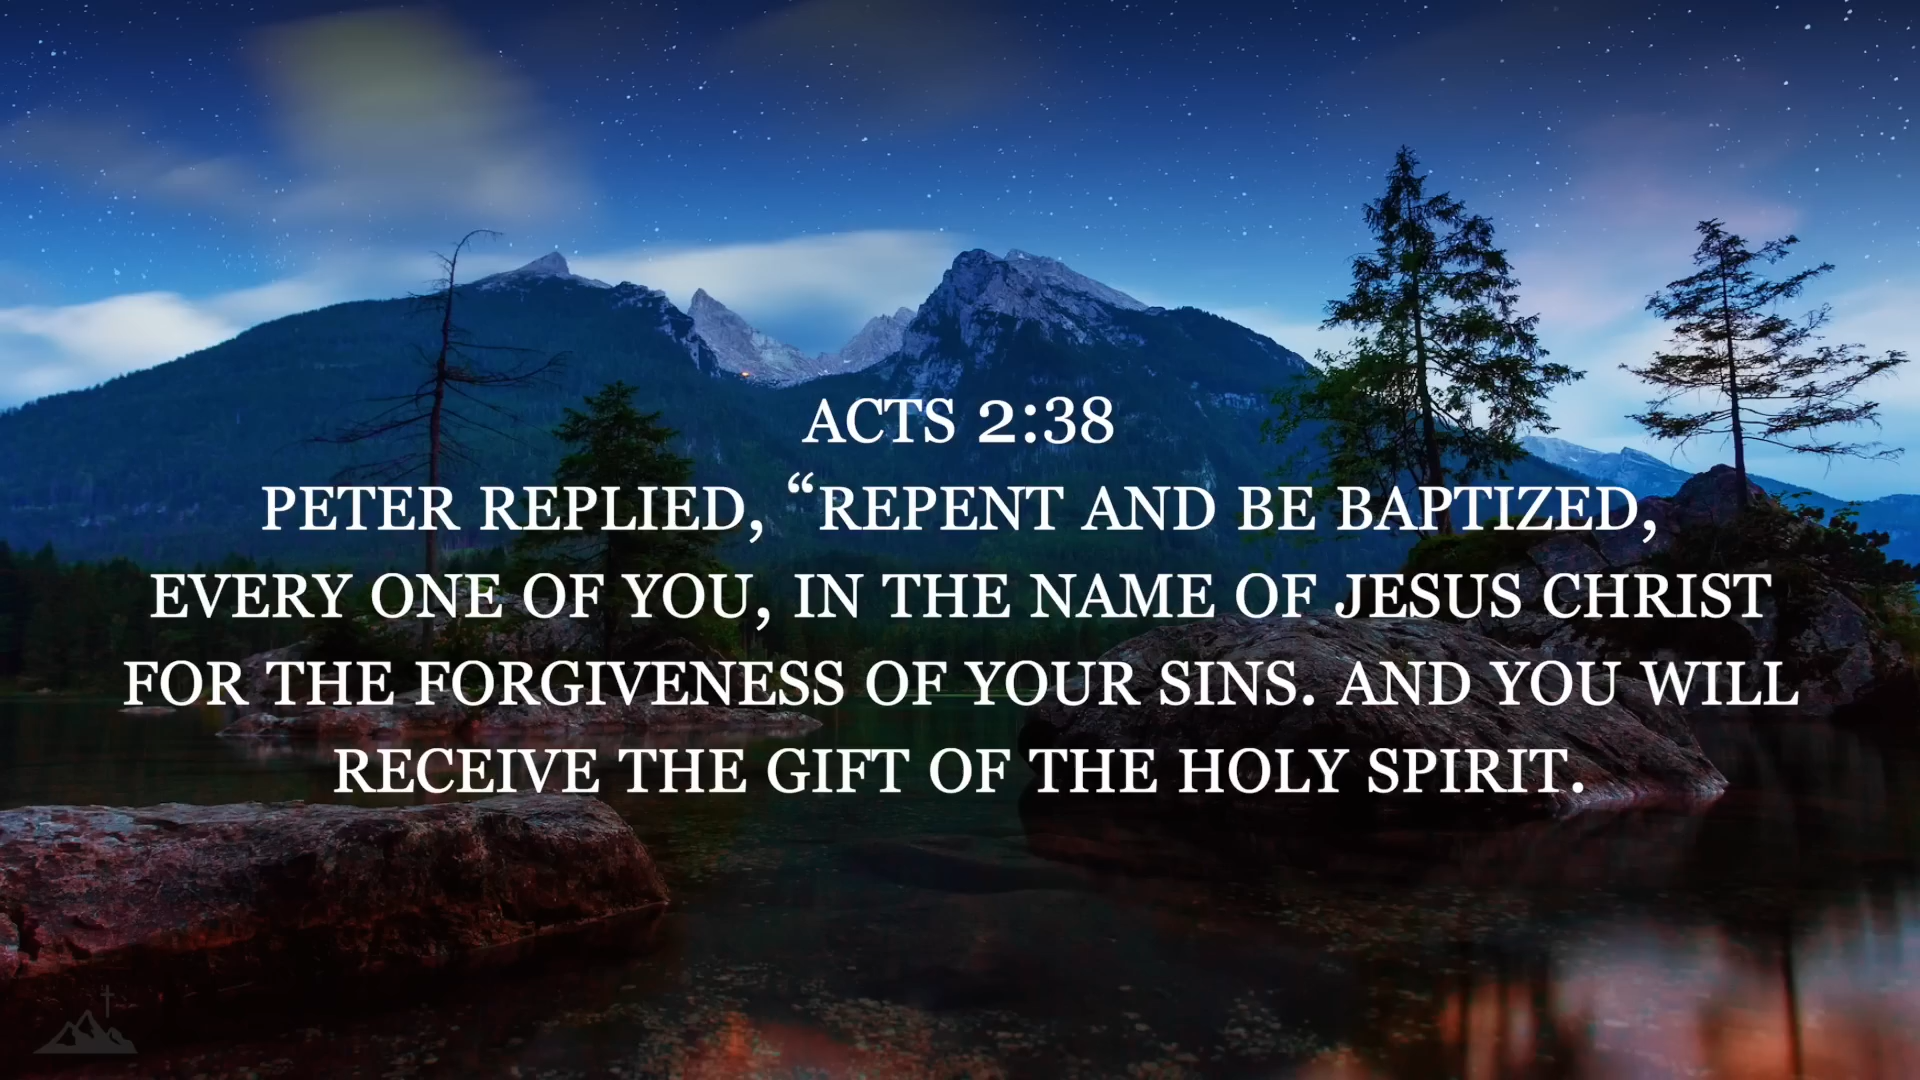 ACTS 2:38
PETER REPLIED, “REPENT AND BE BAPTIZED,
EVERY ONE OF YOU, IN THE NAME OF JESUS CHRIST
FOR THE FORGIVENESS OF YOUR SINS. AND YOU WILL
RECEIVE THE GIFT OF THE HOLY SPIRIT.